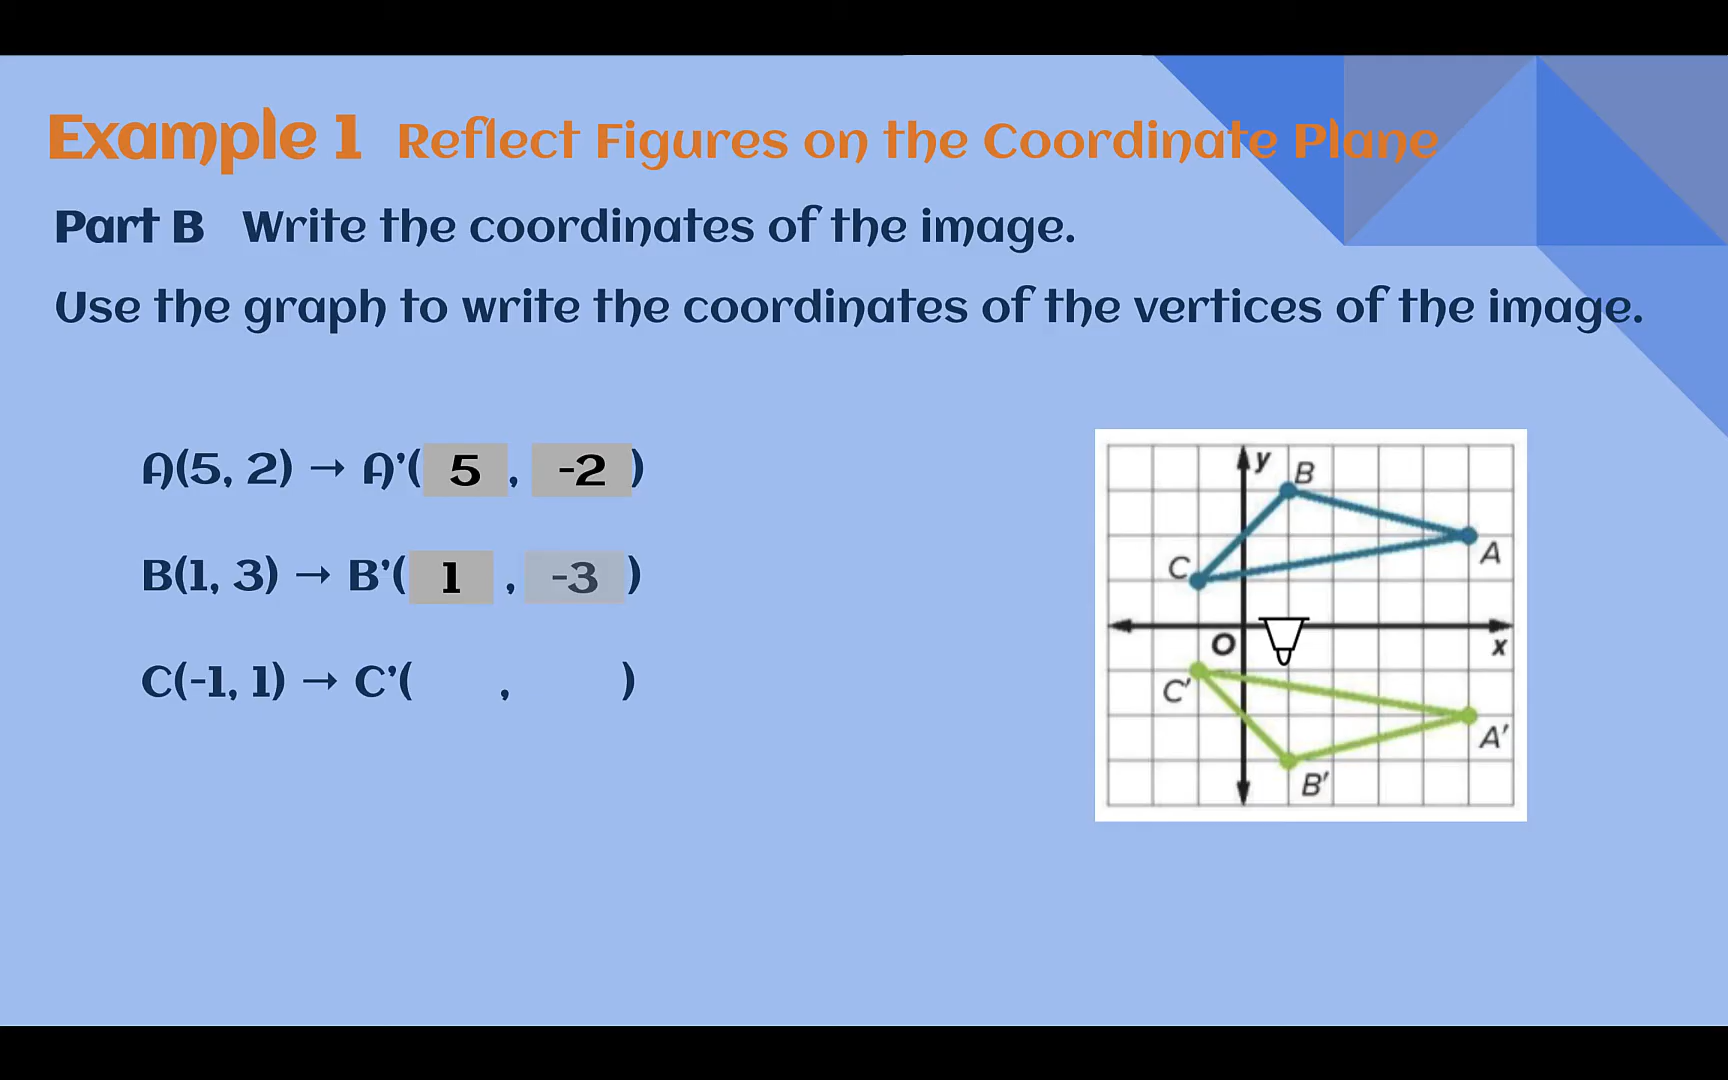 Example 1 Reflect Figures on the Coordinate Plane
Part B Write the coordinates of the image.
Use the graph to write the coordinates of the vertices of the image.
A(5, 2) → A’( 5 , -2 )
B(1, 3) → B’( 1 , -3 )
C(-1, 1) → C’( , )
y
B
A
C
O
x
C′
A′
B′